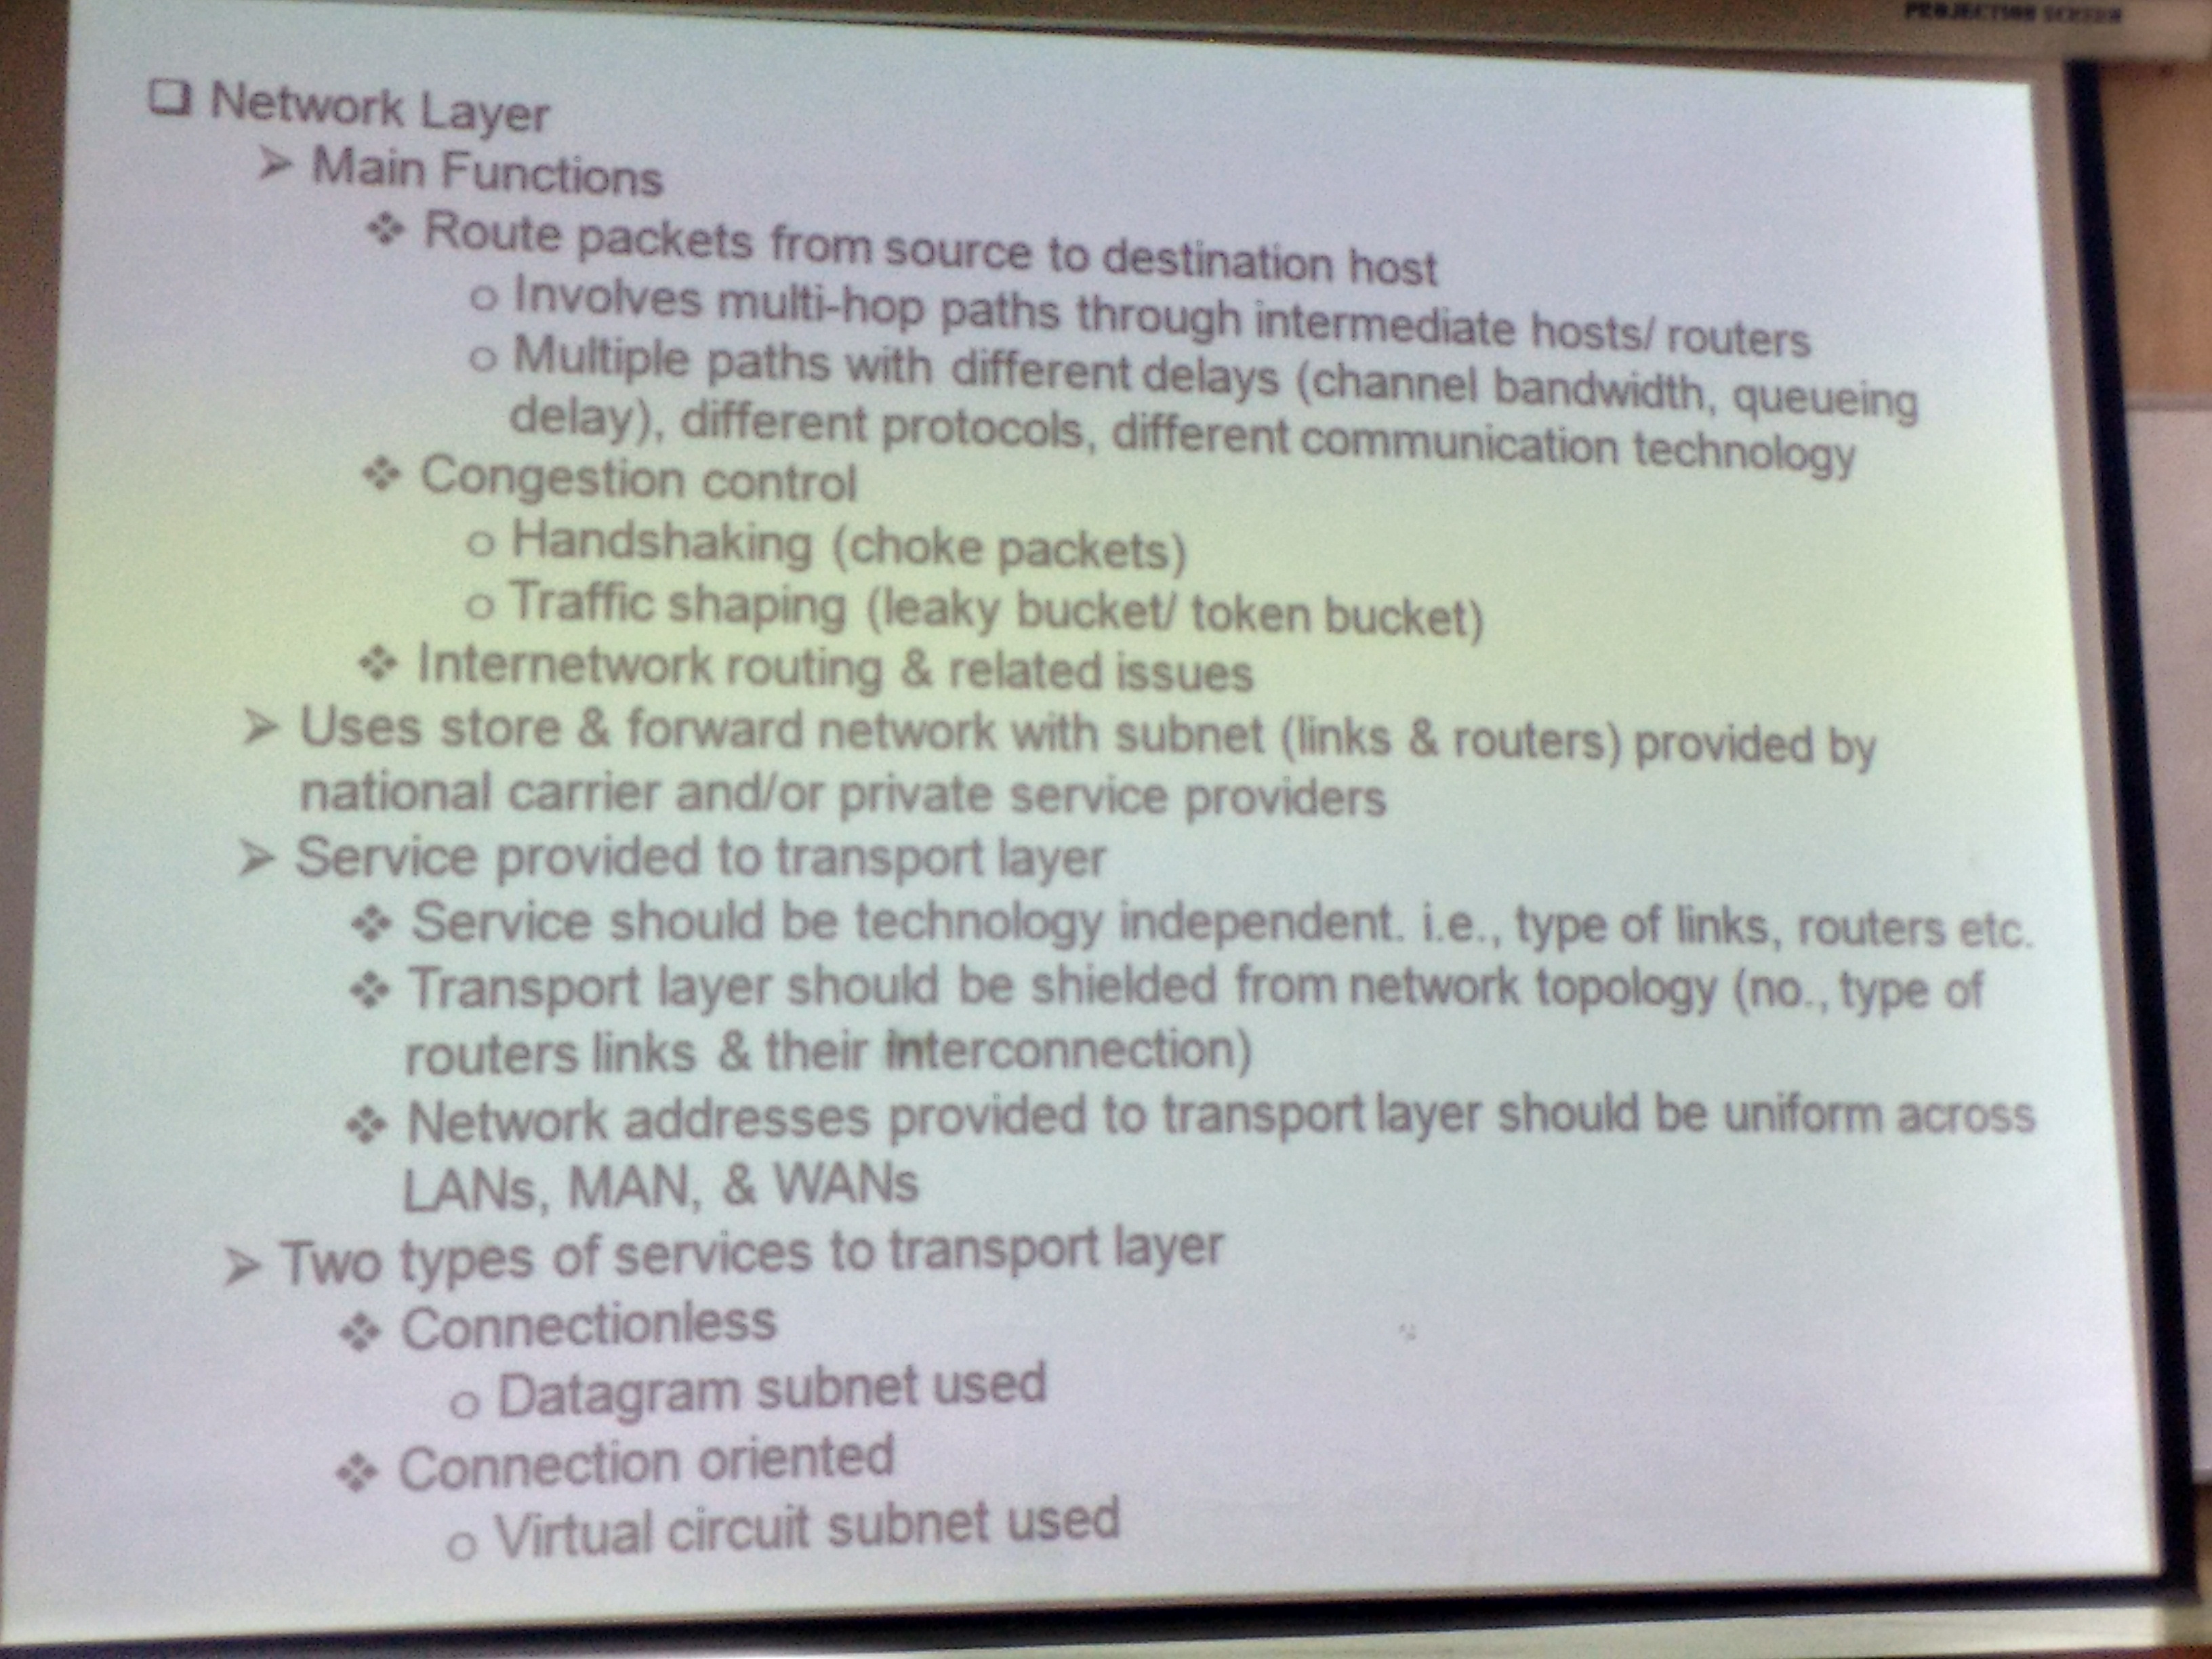 PROJECTION SCREEN
❑ Network Layer
➢ Main Functions
❖ Route packets from source to destination host
o Involves multi-hop paths through intermediate hosts/ routers
o Multiple paths with different delays (channel bandwidth, queueing
delay), different protocols, different communication technology
❖ Congestion control
o Handshaking (choke packets)
o Traffic shaping (leaky bucket/ token bucket)
❖ Internetwork routing & related issues
➢ Uses store & forward network with subnet (links & routers) provided by
national carrier and/or private service providers
➢ Service provided to transport layer
❖ Service should be technology independent. i.e., type of links, routers etc.
❖ Transport layer should be shielded from network topology (no., type of
routers links & their interconnection)
❖ Network addresses provided to transport layer should be uniform across
LANs, MAN, & WANs
➢ Two types of services to transport layer
❖ Connectionless
o Datagram subnet used
❖ Connection oriented
o Virtual circuit subnet used